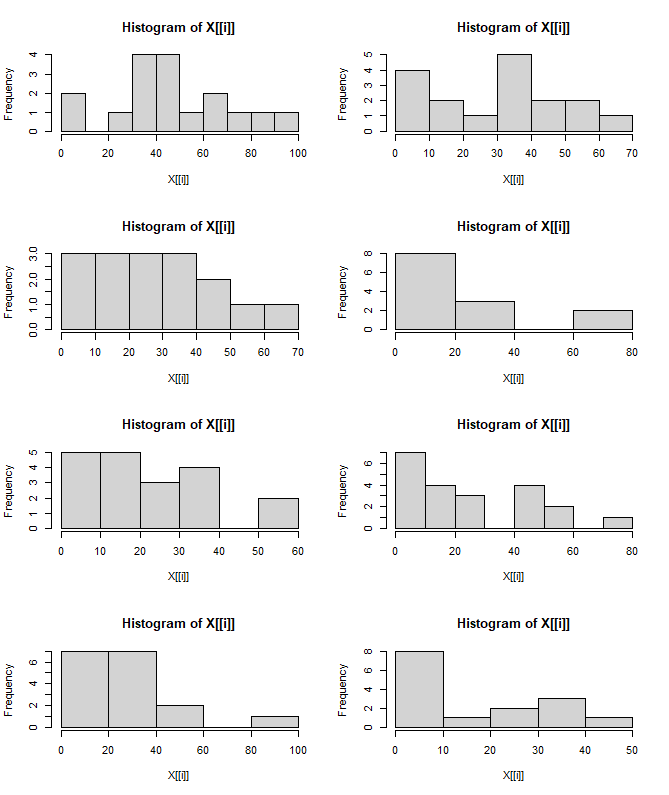 Histogram of X[[i]]
Frequency
0 1 2 3 4
0 20 40 60 80 100
X[[i]]
Histogram of X[[i]]
Frequency
0 1 2 3 4 5
0 10 20 30 40 50 60 70
X[[i]]
Histogram of X[[i]]
Frequency
0.0 1.0 2.0 3.0
0 10 20 30 40 50 60 70
X[[i]]
Histogram of X[[i]]
Frequency
0 2 4 6 8
0 20 40 60 80
X[[i]]
Histogram of X[[i]]
Frequency
0 1 2 3 4 5
0 10 20 30 40 50 60
X[[i]]
Histogram of X[[i]]
Frequency
0 2 4 6
0 20 40 60 80
X[[i]]
Histogram of X[[i]]
Frequency
0 2 4 6
0 20 40 60 80 100
X[[i]]
Histogram of X[[i]]
Frequency
0 2 4 6 8
0 10 20 30 40 50
X[[i]]